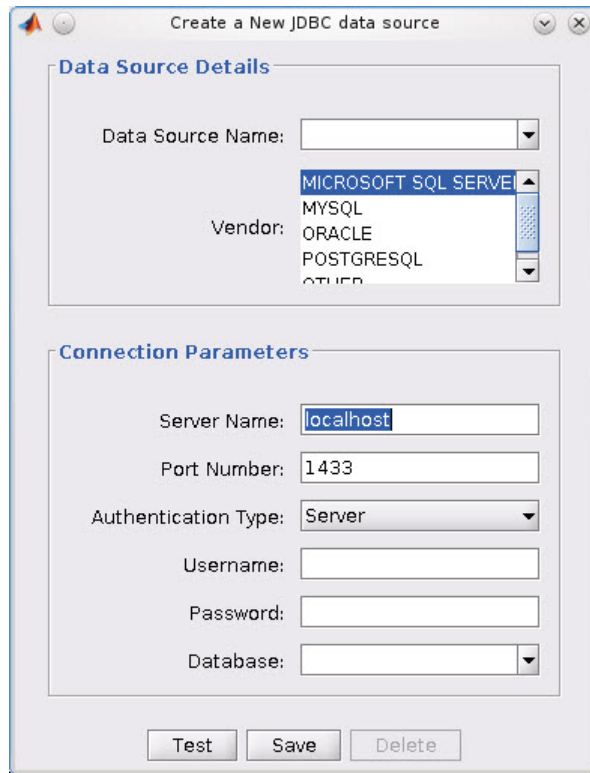 Create a New JDBC data source
Data Source Details
Data Source Name:
Vendor:
MICROSOFT SQL SERVE
MYSQL
ORACLE
POSTGRESQL
OTHER
Connection Parameters
Server Name: localhost
Port Number: 1433
Authentication Type: Server
Username:
Password:
Database:
Test Save Delete